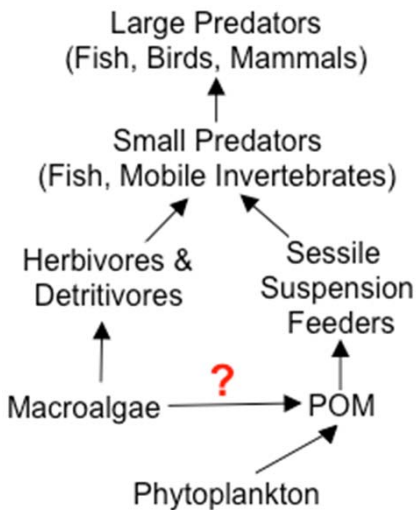 Large Predators
(Fish, Birds, Mammals)
Small Predators
(Fish, Mobile Invertebrates)
Herbivores &
Detritivores
Sessile
Suspension
Feeders
?
Macroalgae
POM
Phytoplankton